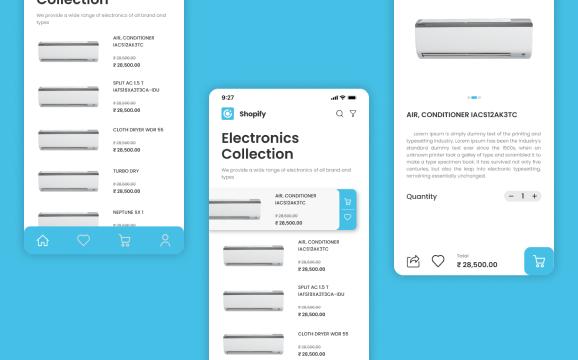 Collection
We provide a wide range of electronics of all brand and
types
AIR, CONDITIONER
IACS12AK3TC
₹ 28,500.00
₹ 28,500.00
SPLIT AC 1.5 T
IAFS18XA3T3CA-IDU
₹ 28,500.00
₹ 28,500.00
CLOTH DRYER WDR 55
₹ 28,500.00
₹ 28,500.00
TURBO DRY
₹ 28,500.00
₹ 28,500.00
NEPTUNE SX 1
₹ 28,500.00
9:27
Shopify
Electronics
Collection
We provide a wide range of electronics of all brand and
types
AIR, CONDITIONER
IACS12AK3TC
₹ 28,500.00
₹ 28,500.00
AIR, CONDITIONER
IACS12AK3TC
₹ 28,500.00
₹ 28,500.00
SPLIT AC 1.5 T
IAFS18XA3T3CA-IDU
₹ 28,500.00
₹ 28,500.00
CLOTH DRYER WDR 55
₹ 28,500.00
₹ 28,500.00
AIR, CONDITIONER IACS12AK3TC
Lorem Ipsum is simply dummy text of the printing and
typesetting industry. Lorem Ipsum has been the industry's
standard dummy text ever since the 1500s, when an
unknown printer took a galley of type and scrambled it to
make a type specimen book. It has survived not only five
centuries, but also the leap into electronic typesetting,
remaining essentially unchanged.
Quantity
− 1 +
Total
₹ 28,500.00